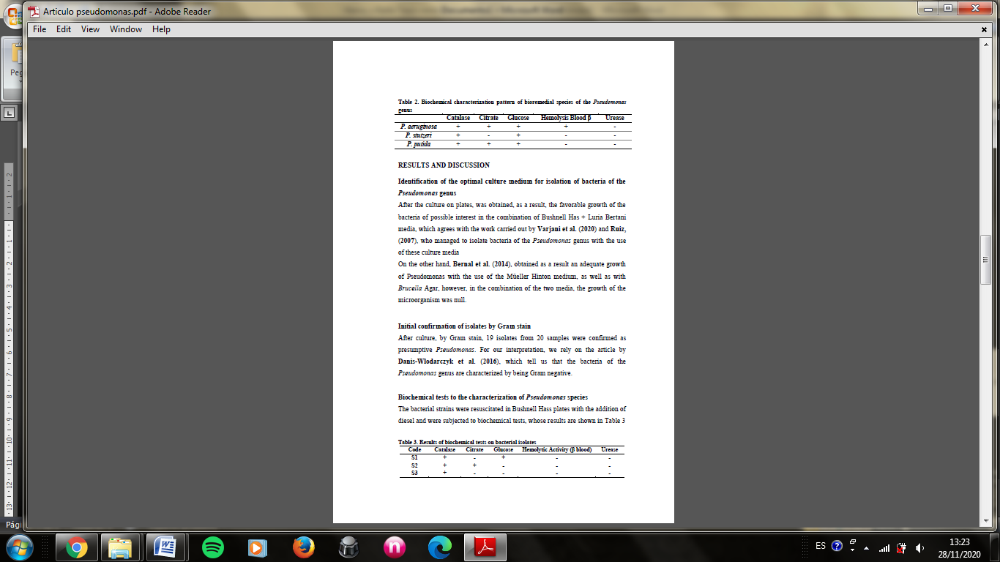 Articulo pseudomonas.pdf - Adobe Reader
File Edit View Window Help
Peg
Table 2. Biochemical characterization pattern of bioremedial species of the Pseudomonas
genus
Catalase Citrate Glucose Hemolysis Blood β Urease
P. aeruginosa + + + + -
P. stutzeri + - + - -
P. putida + + + - -
RESULTS AND DISCUSSION
Identification of the optimal culture medium for isolation of bacteria of the
Pseudomonas genus
After the culture on plates, was obtained, as a result, the favorable growth of the
bacteria of possible interest in the combination of Bushnell Has + Luria Bertani
media, which agrees with the work carried out by Varjani et al. (2020) and Ruiz,
(2007), who managed to isolate bacteria of the Pseudomonas genus with the use
of these culture media
On the other hand, Bernal et al. (2014), obtained as a result an adequate growth
of Pseudomonas with the use of the Müeller Hinton medium, as well as with
Brucella Agar, however, in the combination of the two media, the growth of the
microorganism was null.
Initial confirmation of isolates by Gram stain
After culture, by Gram stain, 19 isolates from 20 samples were confirmed as
presumptive Pseudomonas. For our interpretation, we rely on the article by
Danis-Wlodarczyk et al. (2016), which tell us that the bacteria of the
Pseudomonas genus are characterized by being Gram negative.
Biochemical tests to the characterization of Pseudomonas species
The bacterial strains were resuscitated in Bushnell Hass plates with the addition of
diesel and were subjected to biochemical tests, whose results are shown in Table 3
Table 3. Results of biochemical tests on bacterial isolates
Code Catalase Citrate Glucose Hemolytic Activity (β blood) Urease
S1 + - + - -
S2 + + - - -
S3 + - - - -
Pági
ES
13:23
28/11/2020